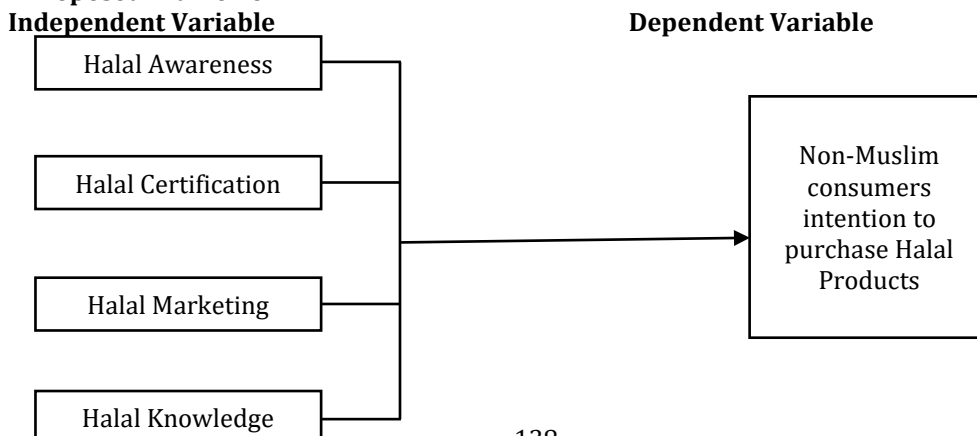 Independent Variable
Dependent Variable
Halal Awareness
Halal Certification
Halal Marketing
Halal Knowledge
Non-Muslim
consumers
intention to
purchase Halal
Products